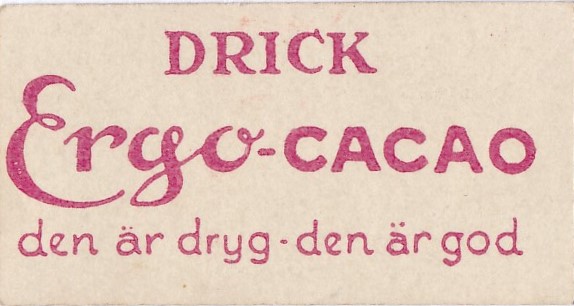 DRICK
Ergo-CACAO
den är dryg-den är god